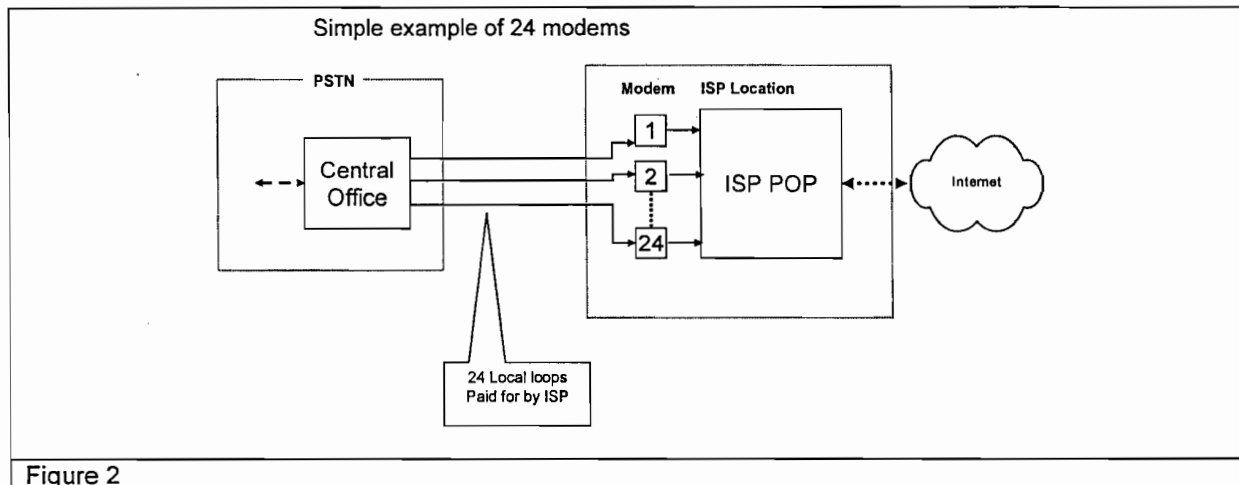 Simple example of 24 modems
PSTN
Modem
ISP Location
1
Central
Office
2
ISP POP
Internet
24
24 Local loops
Paid for by ISP
Figure 2